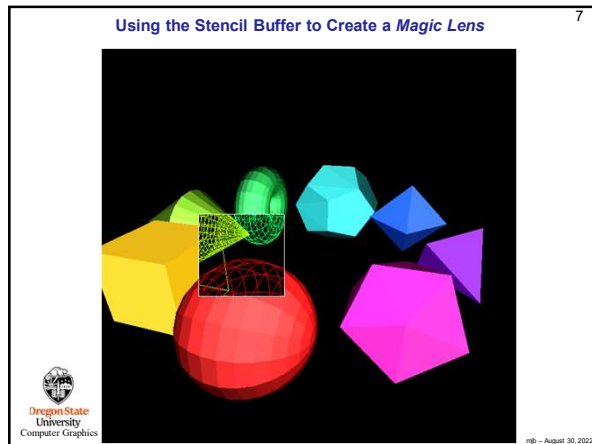 Using the Stencil Buffer to Create a Magic Lens
7
Oregon State
University
Computer Graphics
mjb – August 30, 2022